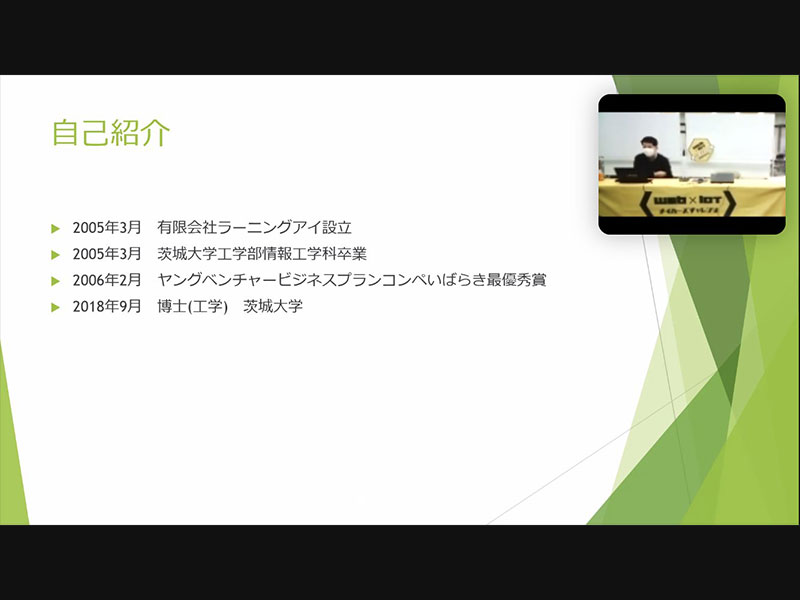 自己紹介
2005年3月　有限会社ラーニングアイ設立
2005年3月　茨城大学工学部情報工学科卒業
2006年2月　ヤングベンチャービジネスプランコンペいばらき最優秀賞
2018年9月　博士(工学)　茨城大学
web×IoT
メイカーズチャレンジ